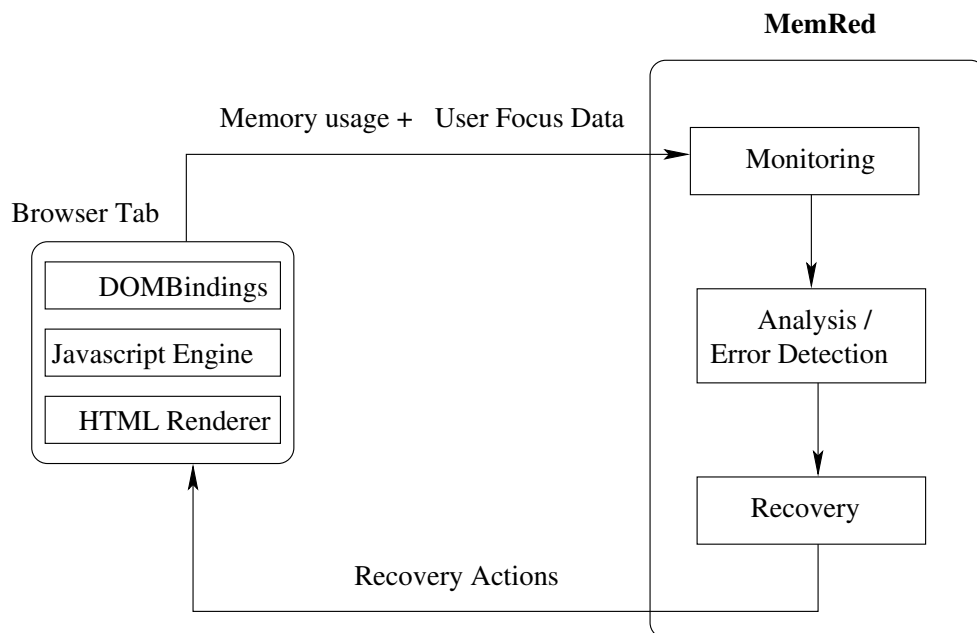 MemRed
Memory usage + User Focus Data
Monitoring
Browser Tab
DOMBindings
Javascript Engine
HTML Renderer
Analysis /
Error Detection
Recovery
Recovery Actions